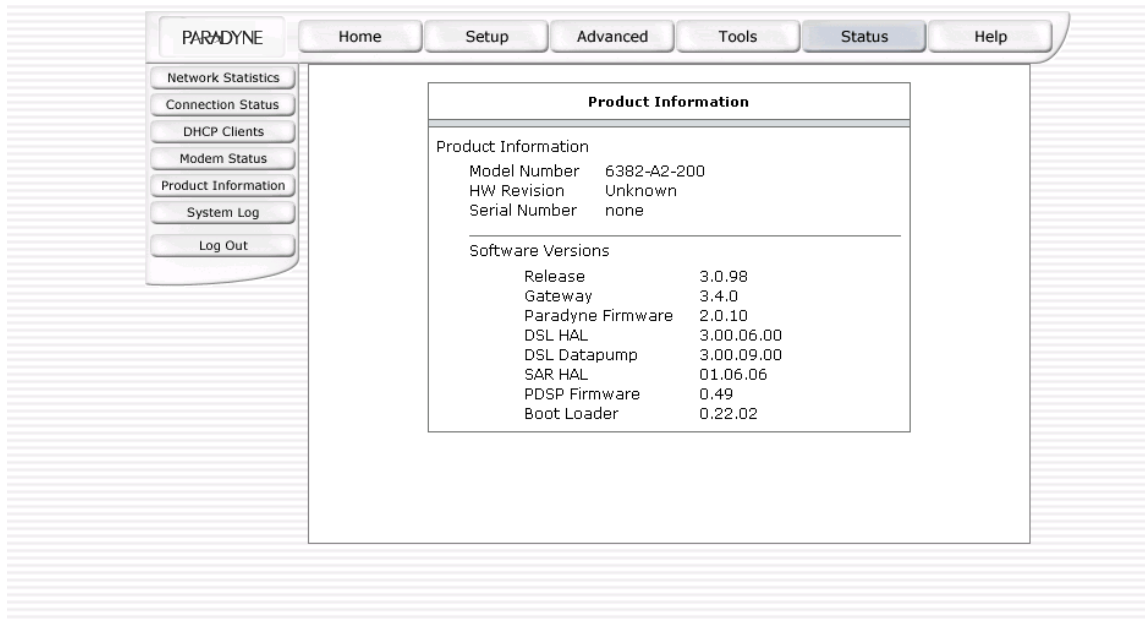 PARADYNE Home Setup Advanced Tools Status Help
Network Statistics
Connection Status
DHCP Clients
Modem Status
Product Information
System Log
Log Out
Product Information
Product Information
Model Number 6382-A2-200
HW Revision Unknown
Serial Number none
Software Versions
Release 3.0.98
Gateway 3.4.0
Paradyne Firmware 2.0.10
DSL HAL 3.00.06.00
DSL Datapump 3.00.09.00
SAR HAL 01.06.06
PDSP Firmware 0.49
Boot Loader 0.22.02